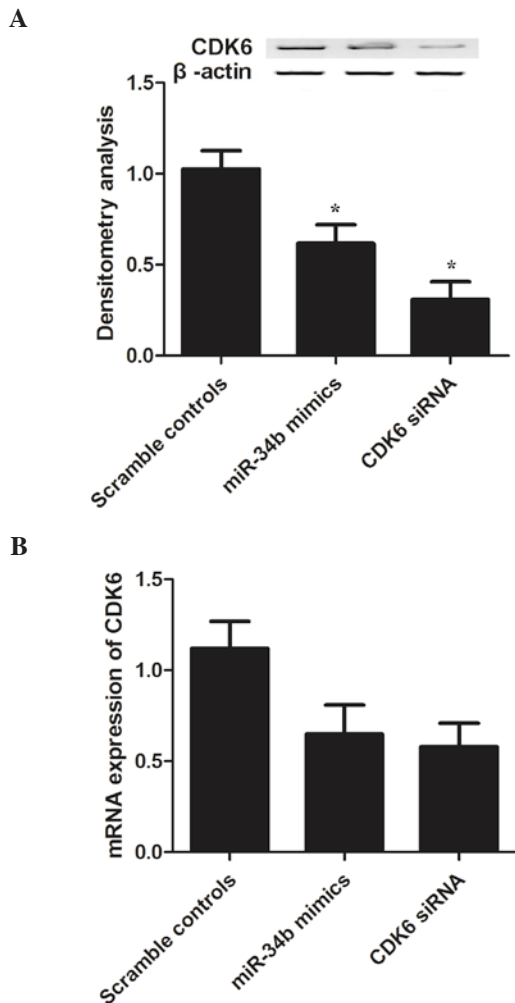 A
CDK6
β -actin
Densitometry analysis
1.5
1.0
0.5
0.0
*
*
Scramble controls
miR-34b mimics
CDK6 siRNA
B
mRNA expression of CDK6
1.5
1.0
0.5
0.0
Scramble controls
miR-34b mimics
CDK6 siRNA